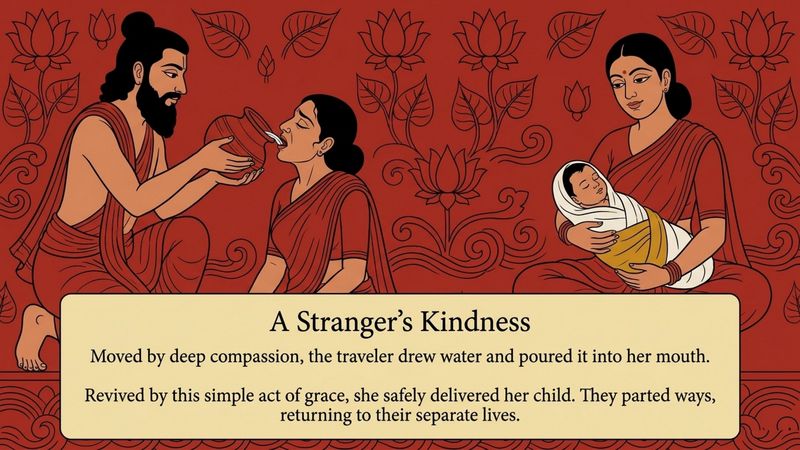 A Stranger’s Kindness
Moved by deep compassion, the traveler drew water and poured it into her mouth.
Revived by this simple act of grace, she safely delivered her child. They parted ways,
returning to their separate lives.